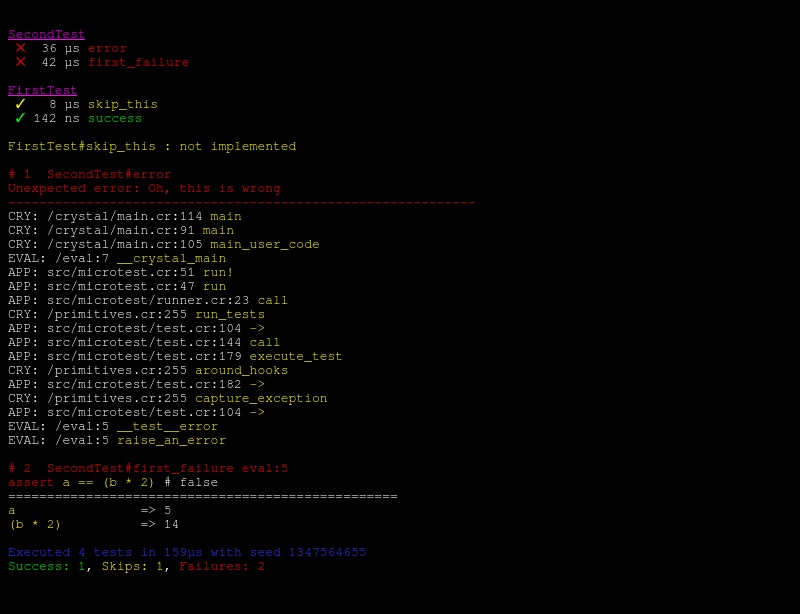 SecondTest
✕ 36 µs error
✕ 42 µs first_failure
FirstTest
✓ 8 µs skip_this
✓ 142 ns success
FirstTest#skip_this : not implemented
# 1 SecondTest#error
Unexpected error: Oh, this is wrong
------------------------------------------------------------
CRY: /crystal/main.cr:114 main
CRY: /crystal/main.cr:91 main
CRY: /crystal/main.cr:105 main_user_code
EVAL: /eval:7 __crystal_main
APP: src/microtest.cr:51 run!
APP: src/microtest.cr:47 run
APP: src/microtest/runner.cr:23 call
CRY: /primitives.cr:255 run_tests
APP: src/microtest/test.cr:104 ->
APP: src/microtest/test.cr:144 call
APP: src/microtest/test.cr:179 execute_test
CRY: /primitives.cr:255 around_hooks
APP: src/microtest/test.cr:182 ->
CRY: /primitives.cr:255 capture_exception
APP: src/microtest/test.cr:104 ->
EVAL: /eval:5 __test__error
EVAL: /eval:5 raise_an_error
# 2 SecondTest#first_failure eval:5
assert a == (b * 2) # false
==================================================
a => 5
(b * 2) => 14
Executed 4 tests in 159µs with seed 1347564655
Success: 1, Skips: 1, Failures: 2